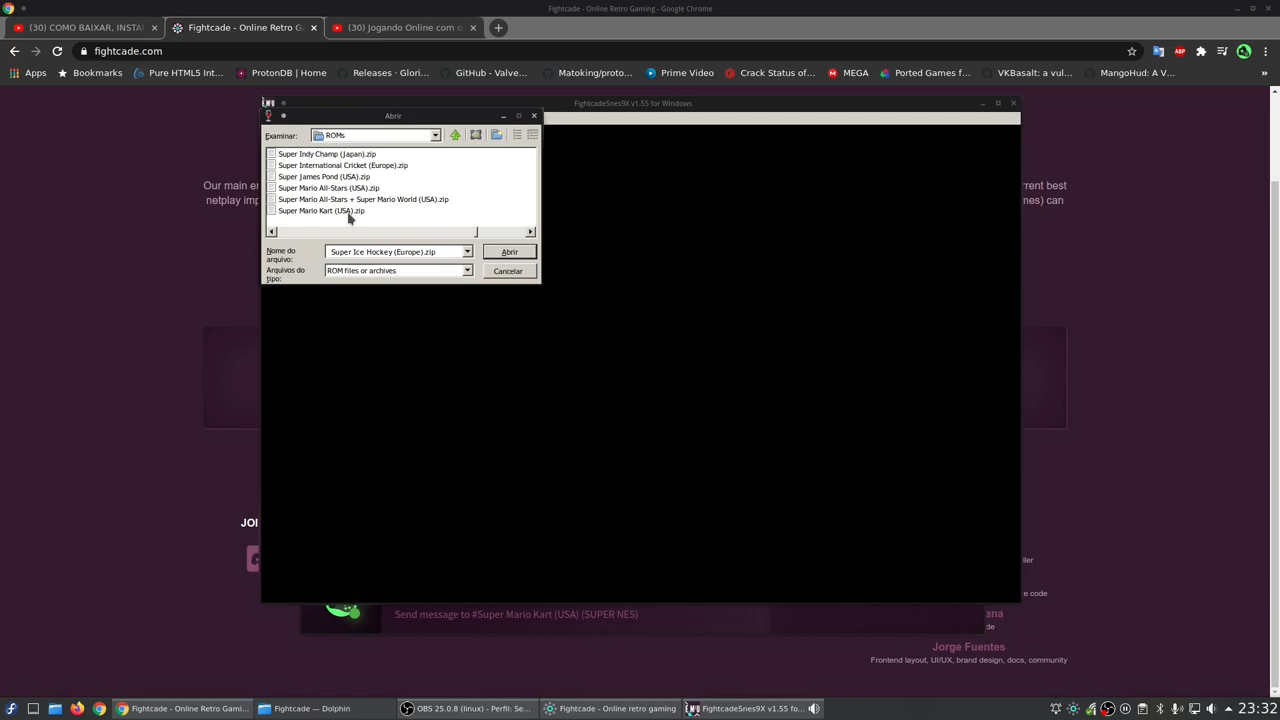 Fightcade - Online Retro Gaming - Google Chrome
(30) COMO BAIXAR, INSTA
Fightcade - Online Retro G
(30) Jogando Online com o
fightcade.com
Apps
Bookmarks
Pure HTML5 Int...
ProtonDB | Home
Releases · Glori...
GitHub - Valve...
Matoking/proto...
Prime Video
Crack Status of...
MEGA
Ported Games f...
VKBasalt: a vul...
MangoHud: A V...
»
FightcadeSnes9X v1.55 for Windows
Abrir
Examinar:
ROMs
Super Indy Champ (Japan).zip
Super International Cricket (Europe).zip
Super James Pond (USA).zip
Super Mario All-Stars (USA).zip
Super Mario All-Stars + Super Mario World (USA).zip
Super Mario Kart (USA).zip
Nome do arquivo:
Super Ice Hockey (Europe).zip
Abrir
Arquivos do tipo:
ROM files or archives
Cancelar
Our main e
urrent best
netplay im
mes) can
JOI
lier
e code
ana
de
Send message to #Super Mario Kart (USA) (SUPER NES)
Jorge Fuentes
Frontend layout, UI/UX, brand design, docs, community
Fightcade - Online Retro Gami...
Fightcade — Dolphin
OBS 25.0.8 (linux) - Perfil: Se...
Fightcade - Online retro gaming
FightcadeSnes9X v1.55 fo...
23:32